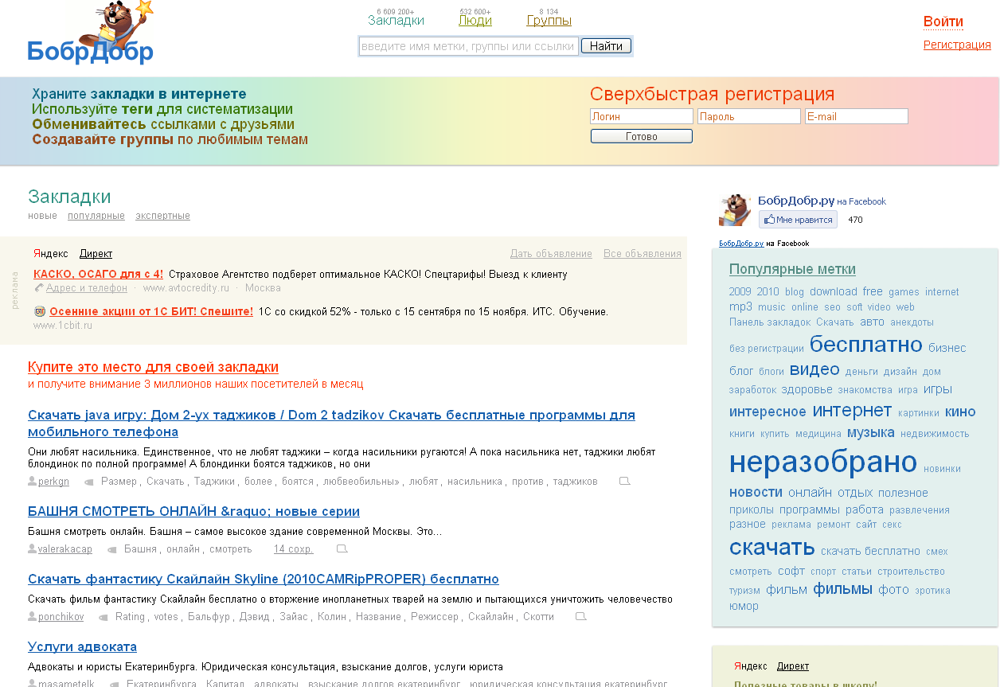 БобрДобр
6 609 200+ 532 600+ 8 134
Закладки Люди Группы
введите имя метки, группы или ссылки Найти
Войти
Регистрация
Храните закладки в интернете
Используйте теги для систематизации
Обменивайтесь ссылками с друзьями
Создавайте группы по любимым темам
Сверхбыстрая регистрация
Логин Пароль E-mail
Готово
Закладки
новые популярные экспертные
реклама
Яндекс Директ Дать объявление Все объявления
КАСКО, ОСАГО для с 4! Страховое Агентство подберет оптимальное КАСКО! Спецтарифы! Выезд к клиенту
Адрес и телефон · www.avtocredity.ru · Москва
Осенние акции от 1С БИТ! Спешите! 1С со скидкой 52% - только с 15 сентября по 15 ноября. ИТС. Обучение.
www.1cbit.ru
Купите это место для своей закладки
и получите внимание 3 миллионов наших посетителей в месяц
Скачать java игру: Дом 2-ух таджиков / Dom 2 tadzikov Скачать бесплатные программы для
мобильного телефона
Они любят насильника. Единственное, что не любят таджики – когда насильники ругаются! А пока насильника нет, таджики любят
блондинок по полной программе! А блондинки боятся таджиков, но они
perkgn Размер , Скачать , Таджики , более , боятся , любвеобильны» , любят , насильника , против , таджиков
БАШНЯ СМОТРЕТЬ ОНЛАЙН &raquo; новые серии
Башня смотреть онлайн. Башня – самое высокое здание современной Москвы. Это...
valerakacap Башня , онлайн , смотреть 14 сохр.
Скачать фантастику Скайлайн Skyline (2010CAMRipPROPER) бесплатно
Скачать фильм фантастику Скайлайн бесплатно о вторжение инопланетных тварей на землю и пытающихся уничтожить человечество
ponchikov Rating , votes , Бальфур , Дэвид , Зайас , Колин , Название , Режиссер , Скайлайн , Скотти
Услуги адвоката
Адвокаты и юристы Екатеринбурга. Юридическая консультация, взыскание долгов, услуги юриста
masametelk Екатеринбурга , Капитал , адвокаты , взыскание долгов екатеринбург , юридическая консультация екатеринбург
БобрДобр.ру на Facebook
Мне нравится 470
БобрДобр.ру на Facebook
Популярные метки
2009 2010 blog download free games internet
mp3 music online seo soft video web
Панель закладок Скачать авто анекдоты
без регистрации бесплатно бизнес
блог блоги видео деньги дизайн дом
заработок здоровье знакомства игра игры
интересное интернет картинки кино
книги купить медицина музыка недвижимость
неразобрано новинки
новости онлайн отдых полезное
приколы программы работа развлечения
разное реклама ремонт сайт секс
скачать скачать бесплатно смех
смотреть софт спорт статьи строительство
туризм фильм фильмы фото эротика
юмор
Яндекс Директ
Полезные товары в школу!